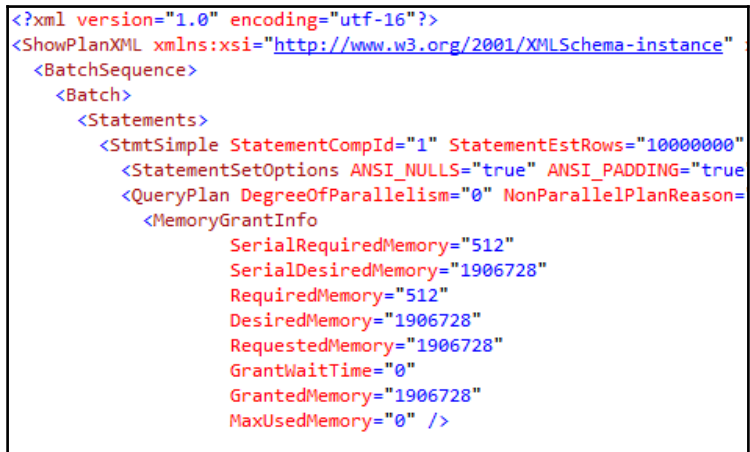 <?xml version="1.0" encoding="utf-16"?>
<ShowPlanXML xmlns:xsi="http://www.w3.org/2001/XMLSchema-instance"
<BatchSequence>
<Batch>
<Statements>
<StmtSimple StatementCompId="1" StatementEstRows="10000000"
<StatementSetOptions ANSI_NULLS="true" ANSI_PADDING="true
<QueryPlan DegreeOfParallelism="0" NonParallelPlanReason=
<MemoryGrantInfo
SerialRequiredMemory="512"
SerialDesiredMemory="1906728"
RequiredMemory="512"
DesiredMemory="1906728"
RequestedMemory="1906728"
GrantWaitTime="0"
GrantedMemory="1906728"
MaxUsedMemory="0" />